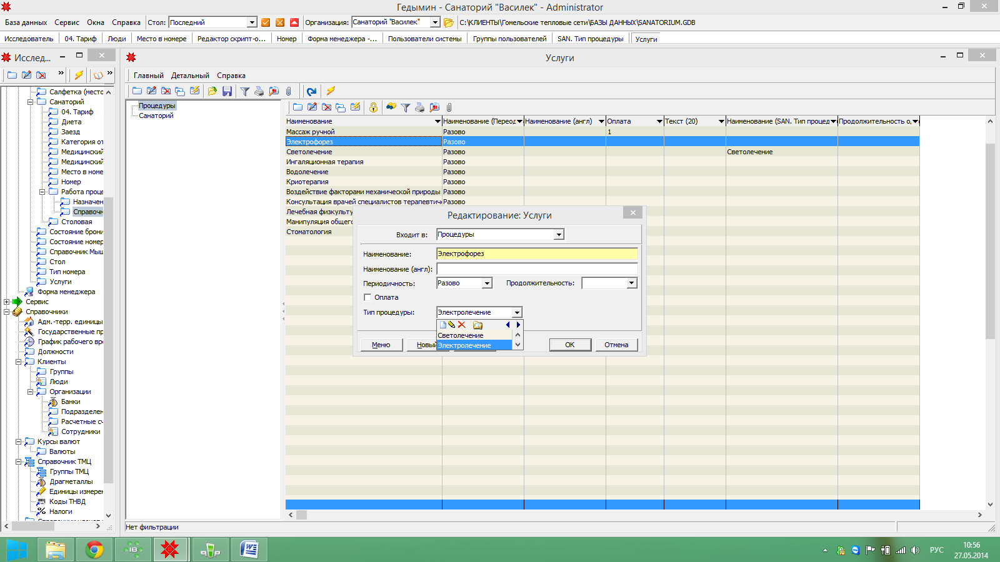 Гедымин - Санаторий "Василек" - Administrator
База данных Сервис Окна Справка Стол: Последний Организация: Санаторий "Василек" C:\КЛИЕНТЫ\Гомельские тепловые сети\БАЗЫ ДАННЫХ\SANATORIUM.GDB
Исследователь 04. Тариф Люди Место в номере Редактор скрипт-о... Номер Форма менеджера -... Пользователи системы Группы пользователей SAN. Тип процедуры Услуги
Исслед...
Салфетка (место
Санаторий
04. Тариф
Диета
Заезд
Категория от
Медицинский
Медицинский
Место в номе
Номер
Работа проце
Назначен
Справочн
Столовая
Состояние брони
Состояние номер
Справочник Мыш
Стол
Тип номера
Услуги
Форма менеджера
Сервис
Справочники
Адм.-терр. единицы
Государственные пр
График рабочего вре
Должности
Клиенты
Группы
Люди
Организации
Банки
Подразделен
Расчетные сч
Сотрудники
Курсы валют
Валюты
Справочник ТМЦ
Группы ТМЦ
Драгметаллы
Единицы измерен
Коды ТНВД
Налоги
Услуги
Главный Детальный Справка
Процедуры
Санаторий
Наименование Наименование (Период Наименование (англ) Оплата Текст (20) Наименование (SAN. Тип процед Продолжительность о
Массаж ручной Разово 1
Электрофорез Разово
Светолечение Разово Светолечение
Ингаляционная терапия Разово
Водолечение Разово
Криотерапия Разово
Воздействие факторами механической природы Разово
Консультация врачей специалистов терапевтич Разово
Лечебная физкульту
Манипуляция общего
Стоматология
Редактирование: Услуги
Входит в: Процедуры
Наименование: Электрофорез
Наименование (англ):
Периодичность: Разово Продолжительность:
Оплата
Тип процедуры: Электролечение
Светолечение
Электролечение
Меню Новый ОК Отмена
Нет фильтрации
РУС 10:56
27.05.2014